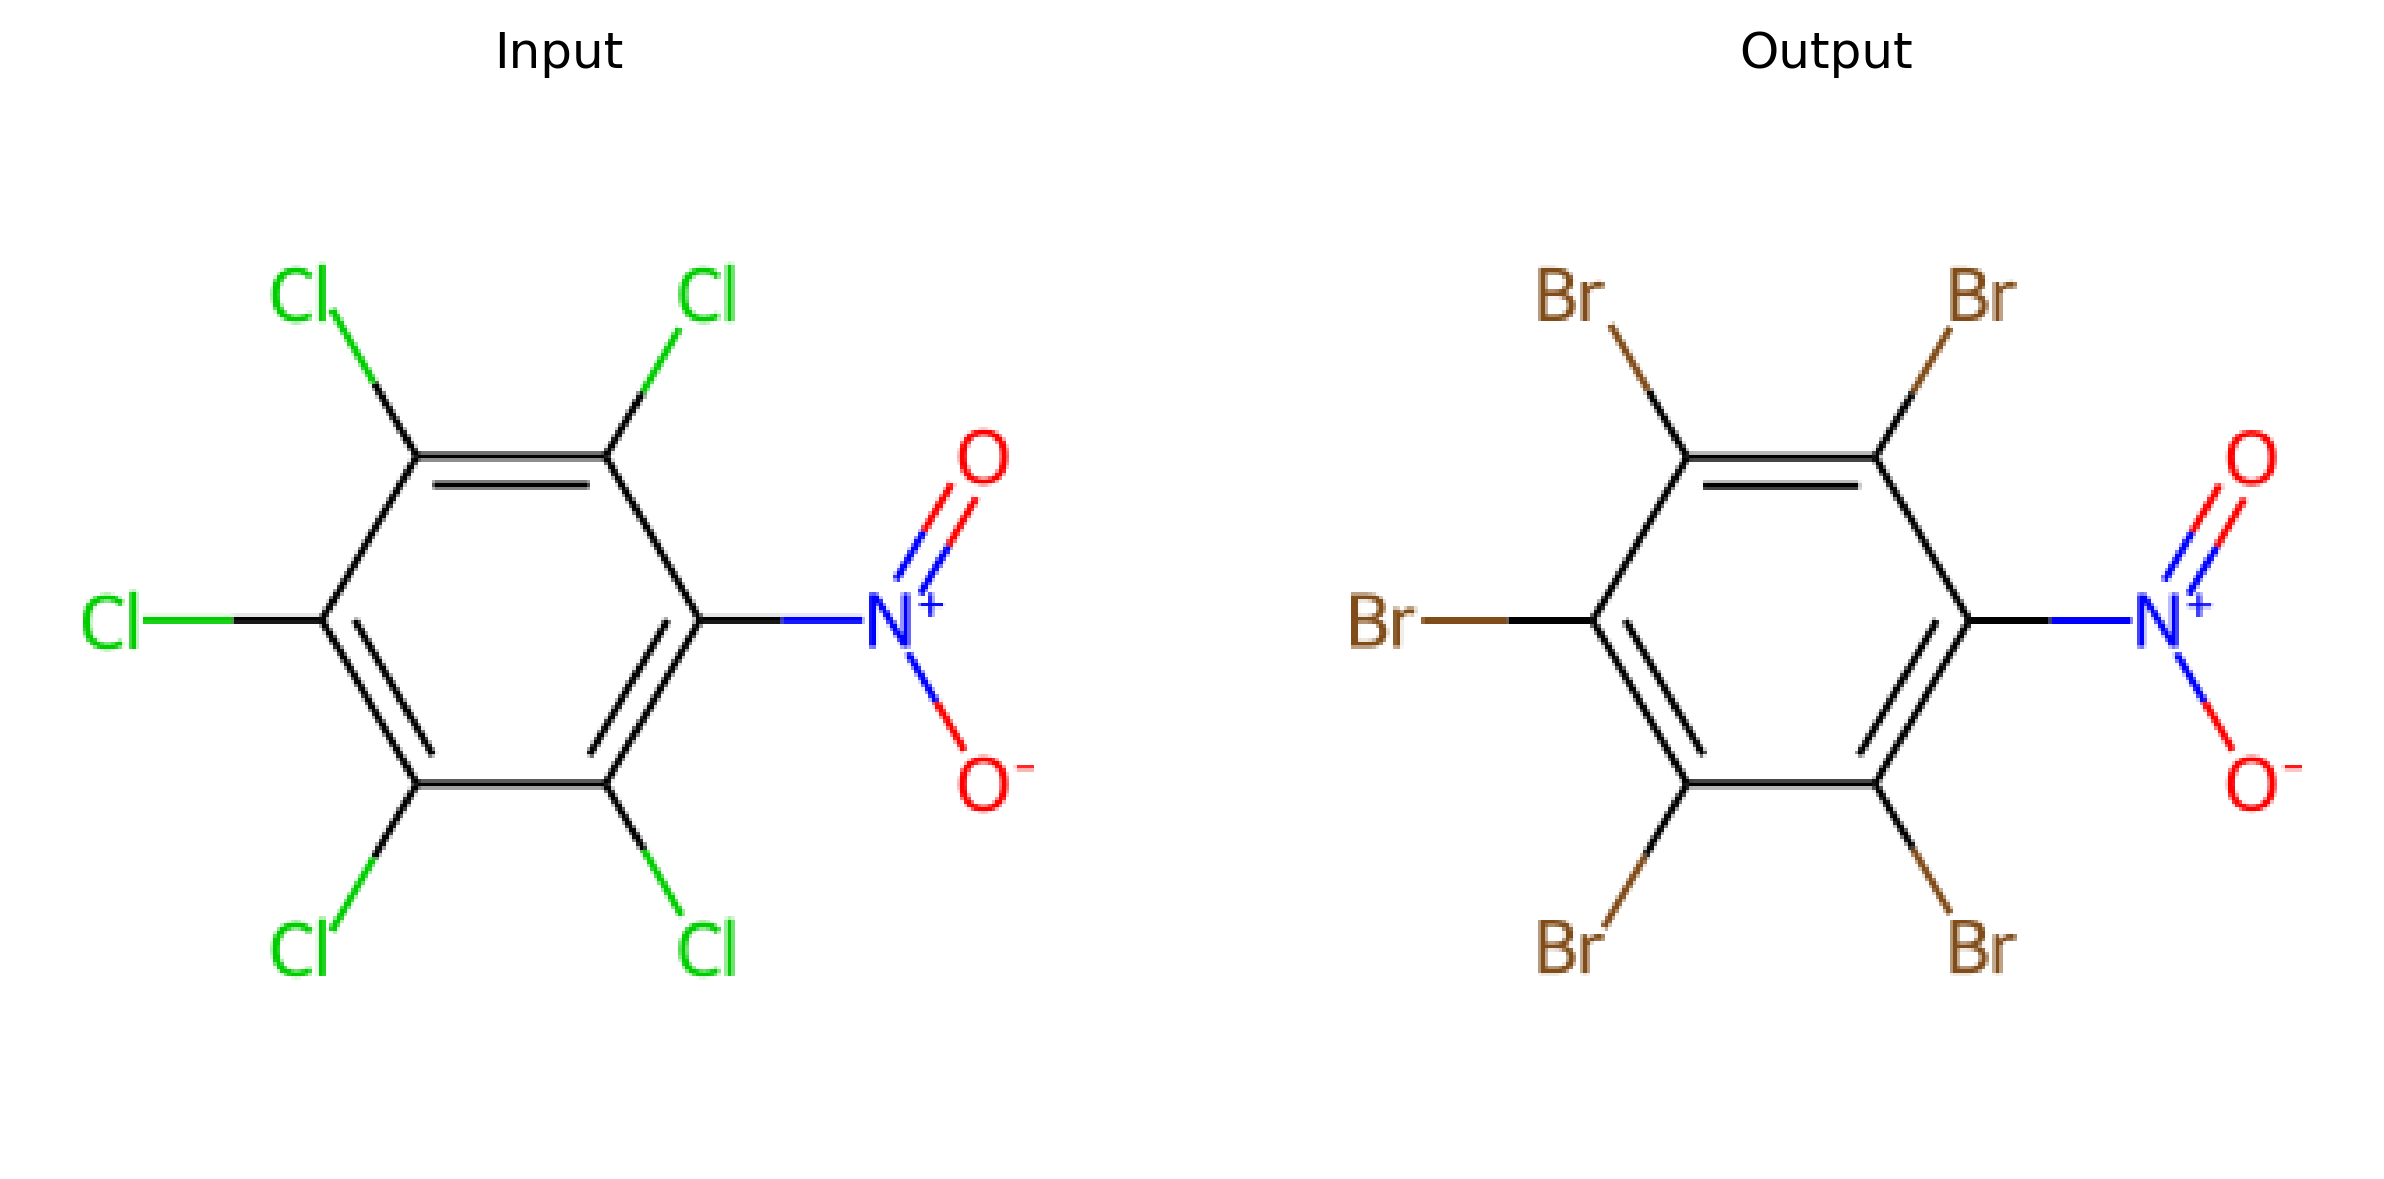 Input Output
Cl Cl Br Br
O O
Cl N+ Br N+
O- O-
Cl Cl Br Br